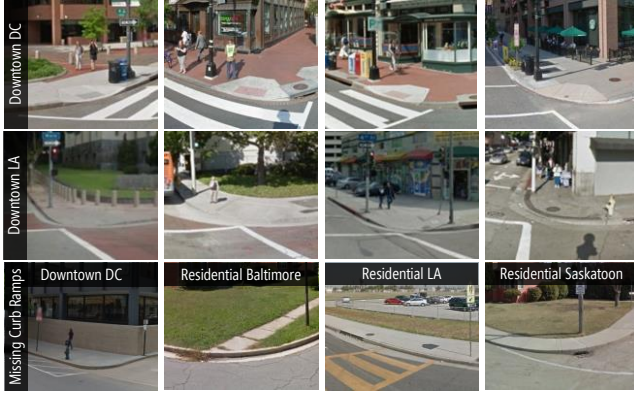 Downtown DC
Downtown LA
Missing Curb Ramps
Downtown DC
Residential Baltimore
Residential LA
Residential Saskatoon